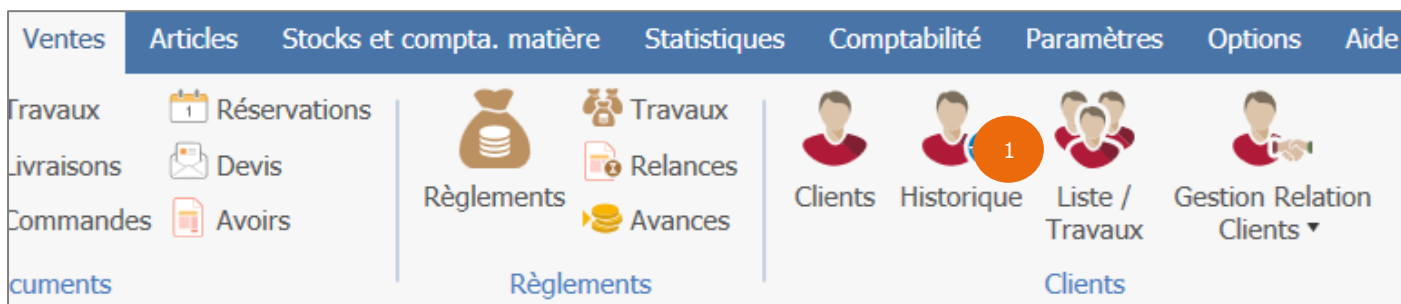 Ventes Articles Stocks et compta. matière Statistiques Comptabilité Paramètres Options Aide
Travaux
Livraisons
Commandes
Réservations
Devis
Avoirs
cuments
Règlements
Travaux
Relances
Avances
Règlements
Clients
Historique
1
Liste /
Travaux
Gestion Relation
Clients
Clients